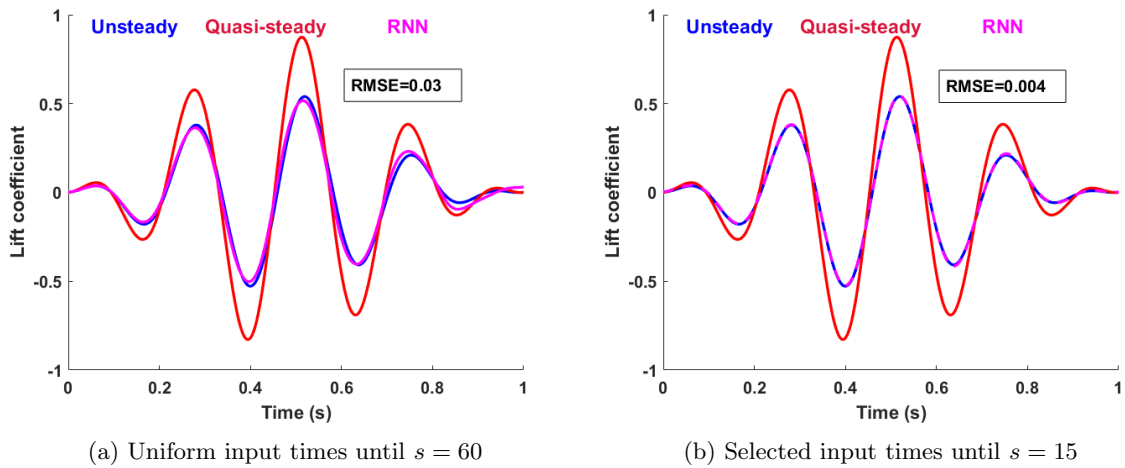 Unsteady Quasi-steady RNN
RMSE=0.03
Lift coefficient
1
0.5
0
-0.5
-1
0 0.2 0.4 0.6 0.8 1
Time (s)
(a) Uniform input times until s = 60
Unsteady Quasi-steady RNN
RMSE=0.004
Lift coefficient
1
0.5
0
-0.5
-1
0 0.2 0.4 0.6 0.8 1
Time (s)
(b) Selected input times until s = 15